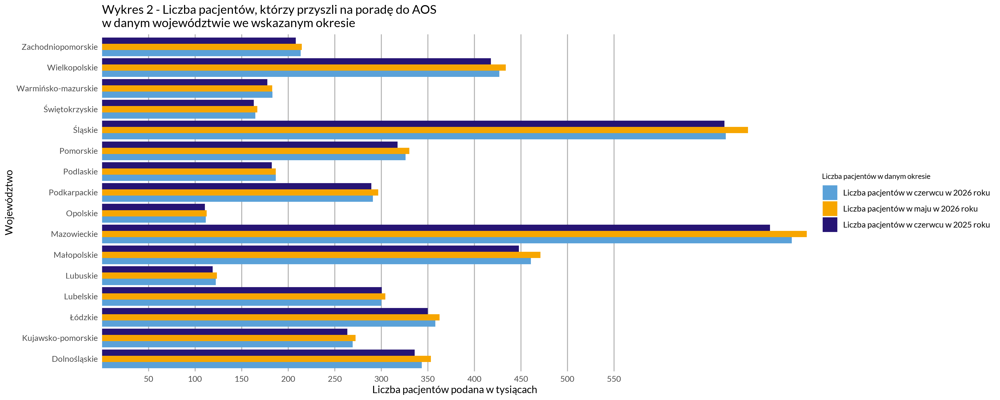 Wykres 2 - Liczba pacjentów, którzy przyszli na poradę do AOS
w danym województwie we wskazanym okresie
Województwo
Zachodniopomorskie
Wielkopolskie
Warmińsko-mazurskie
Świętokrzyskie
Śląskie
Pomorskie
Podlaskie
Podkarpackie
Opolskie
Mazowieckie
Małopolskie
Lubuskie
Lubelskie
Łódzkie
Kujawsko-pomorskie
Dolnośląskie
50 100 150 200 250 300 350 400 450 500 550
Liczba pacjentów podana w tysiącach
Liczba pacjentów w danym okresie
Liczba pacjentów w czerwcu w 2026 roku
Liczba pacjentów w maju w 2026 roku
Liczba pacjentów w czerwcu w 2025 roku